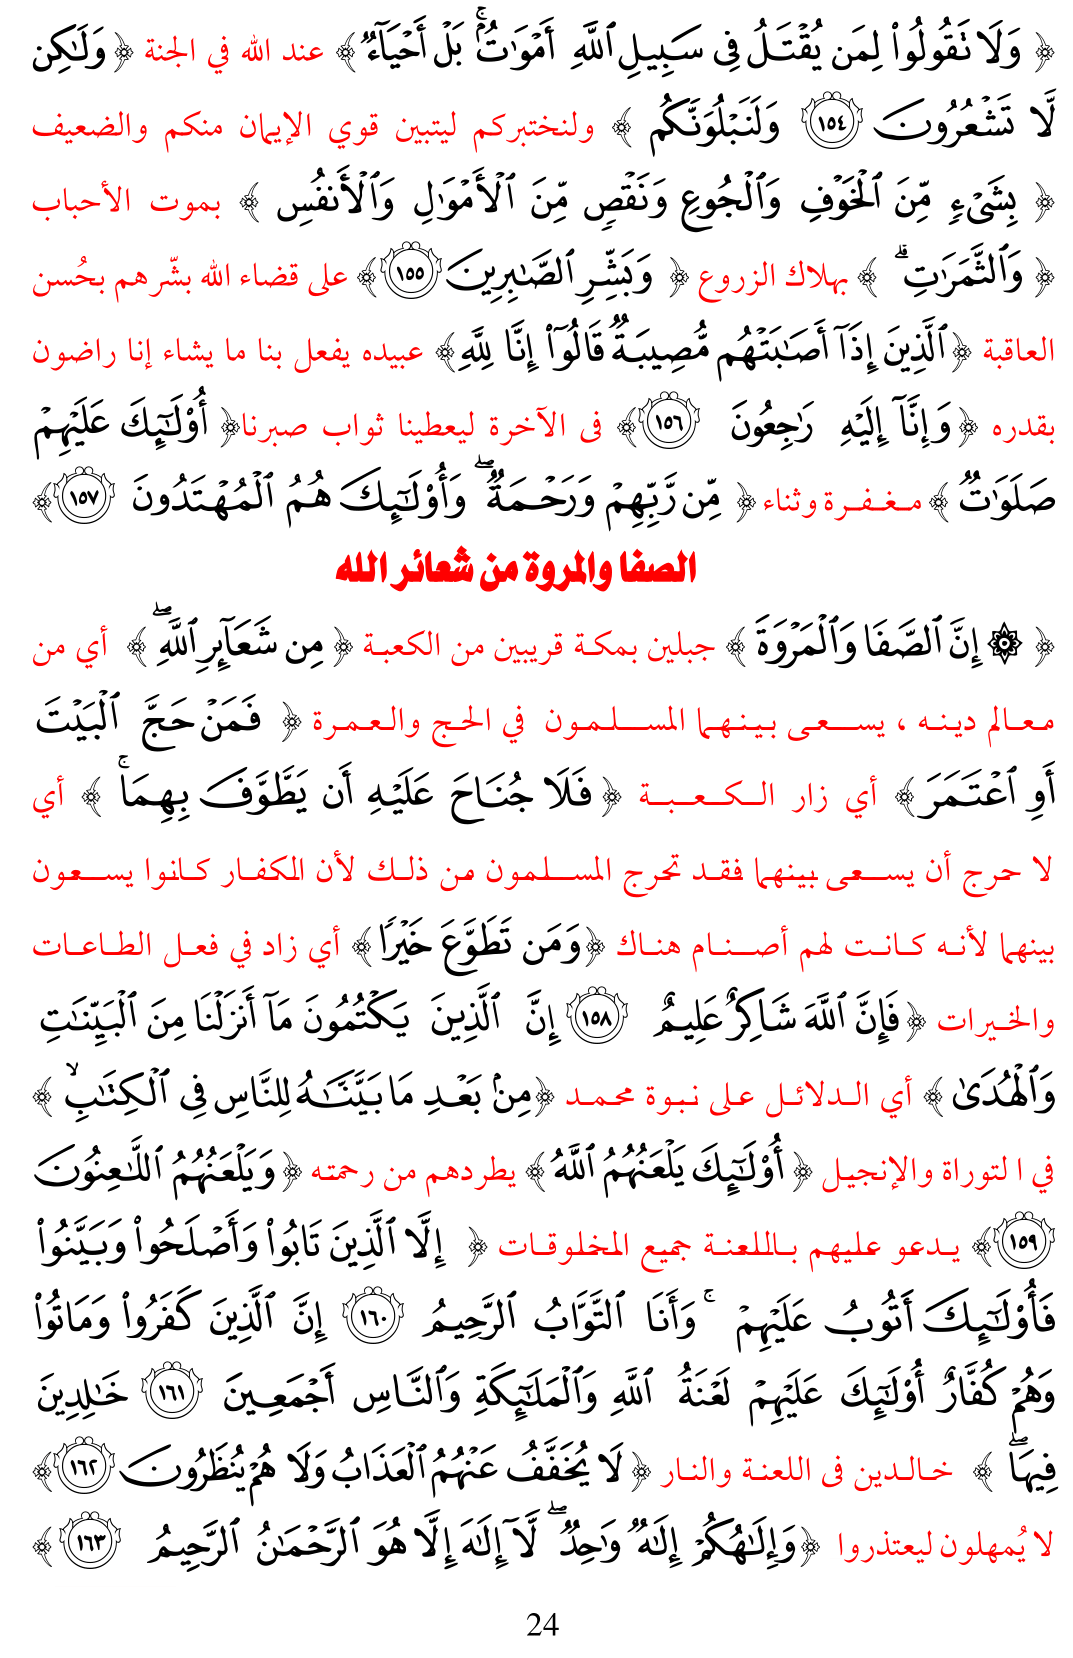 ﴿ وَلَا تَقُولُوا۟ لِمَن يُقْتَلُ فِى سَبِيلِ ٱللَّهِ أَمْوَٰتٌۢ ۚ بَلْ أَحْيَآءٌ ﴾ عند الله في الجنة ﴿ وَلَٰكِن
لَّا تَشْعُرُونَ ١٥٤ وَلَنَبْلُوَنَّكُم ﴾ ولنختبركم ليتبين قوي الإيمان منكم والضعيف
﴿ بِشَىْءٍ مِّنَ ٱلْخَوْفِ وَٱلْجُوعِ وَنَقْصٍ مِّنَ ٱلْأَمْوَٰلِ وَٱلْأَنفُسِ ﴾ بموت الأحباب
﴿ وَٱلثَّمَرَٰتِ ۗ ﴾ بهلاك الزروع ﴿ وَبَشِّرِ ٱلصَّٰبِرِينَ ١٥٥ ﴾ على قضاء الله بشّرهم بحُسن
العاقبة ﴿ ٱلَّذِينَ إِذَآ أَصَٰبَتْهُم مُّصِيبَةٌ قَالُوٓا۟ إِنَّا لِلَّهِ ﴾ عبيده يفعل بنا ما يشاء إنا راضون
بقدره ﴿ وَإِنَّآ إِلَيْهِ رَٰجِعُونَ ١٥٦ ﴾ فى الآخرة ليعطينا ثواب صبرنا ﴿ أُو۟لَٰٓئِكَ عَلَيْهِمْ
صَلَوَٰتٌ ﴾ مغفرة وثناء ﴿ مِّن رَّبِّهِمْ وَرَحْمَةٌ ۖ وَأُو۟لَٰٓئِكَ هُمُ ٱلْمُهْتَدُونَ ١٥٧ ﴾
الصفا والمروة من شعائر الله
﴿ ۞ إِنَّ ٱلصَّفَا وَٱلْمَرْوَةَ ﴾ جبلين بمكة قريبين من الكعبة ﴿ مِن شَعَآئِرِ ٱللَّهِ ۖ ﴾ أي من
معالم دينه ، يسعى بينهما المسلمون في الحج والعمرة ﴿ فَمَنْ حَجَّ ٱلْبَيْتَ
أَوِ ٱعْتَمَرَ ﴾ أي زار الكعبة ﴿ فَلَا جُنَاحَ عَلَيْهِ أَن يَطَّوَّفَ بِهِمَا ۚ ﴾ أي
لا حرج أن يسعى بينهما فقد تحرج المسلمون من ذلك لأن الكفار كانوا يسعون
بينهما لأنه كانت لهم أصنام هناك ﴿ وَمَن تَطَوَّعَ خَيْرًا ﴾ أي زاد في فعل الطاعات
والخيرات ﴿ فَإِنَّ ٱللَّهَ شَاكِرٌ عَلِيمٌ ١٥٨ إِنَّ ٱلَّذِينَ يَكْتُمُونَ مَآ أَنزَلْنَا مِنَ ٱلْبَيِّنَٰتِ
وَٱلْهُدَىٰ ﴾ أي الدلائل على نبوة محمد ﴿ مِنۢ بَعْدِ مَا بَيَّنَّٰهُ لِلنَّاسِ فِى ٱلْكِتَٰبِ ۙ ﴾
في التوراة والإنجيل ﴿ أُو۟لَٰٓئِكَ يَلْعَنُهُمُ ٱللَّهُ ﴾ يطردهم من رحمته ﴿ وَيَلْعَنُهُمُ ٱللَّٰعِنُونَ
١٥٩ ﴾ يدعو عليهم باللعنة جميع المخلوقات ﴿ إِلَّا ٱلَّذِينَ تَابُوا۟ وَأَصْلَحُوا۟ وَبَيَّنُوا۟
فَأُو۟لَٰٓئِكَ أَتُوبُ عَلَيْهِمْ ۚ وَأَنَا ٱلتَّوَّابُ ٱلرَّحِيمُ ١٦٠ إِنَّ ٱلَّذِينَ كَفَرُوا۟ وَمَاتُوا۟
وَهُمْ كُفَّارٌ أُو۟لَٰٓئِكَ عَلَيْهِمْ لَعْنَةُ ٱللَّهِ وَٱلْمَلَٰٓئِكَةِ وَٱلنَّاسِ أَجْمَعِينَ ١٦١ خَٰلِدِينَ
فِيهَا ۖ ﴾ خالدين فى اللعنة والنار ﴿ لَا يُخَفَّفُ عَنْهُمُ ٱلْعَذَابُ وَلَا هُمْ يُنظَرُونَ ١٦٢ ﴾
لا يُمهلون ليعتذروا ﴿ وَإِلَٰهُكُمْ إِلَٰهٌ وَٰحِدٌ ۖ لَّآ إِلَٰهَ إِلَّا هُوَ ٱلرَّحْمَٰنُ ٱلرَّحِيمُ ١٦٣ ﴾
24